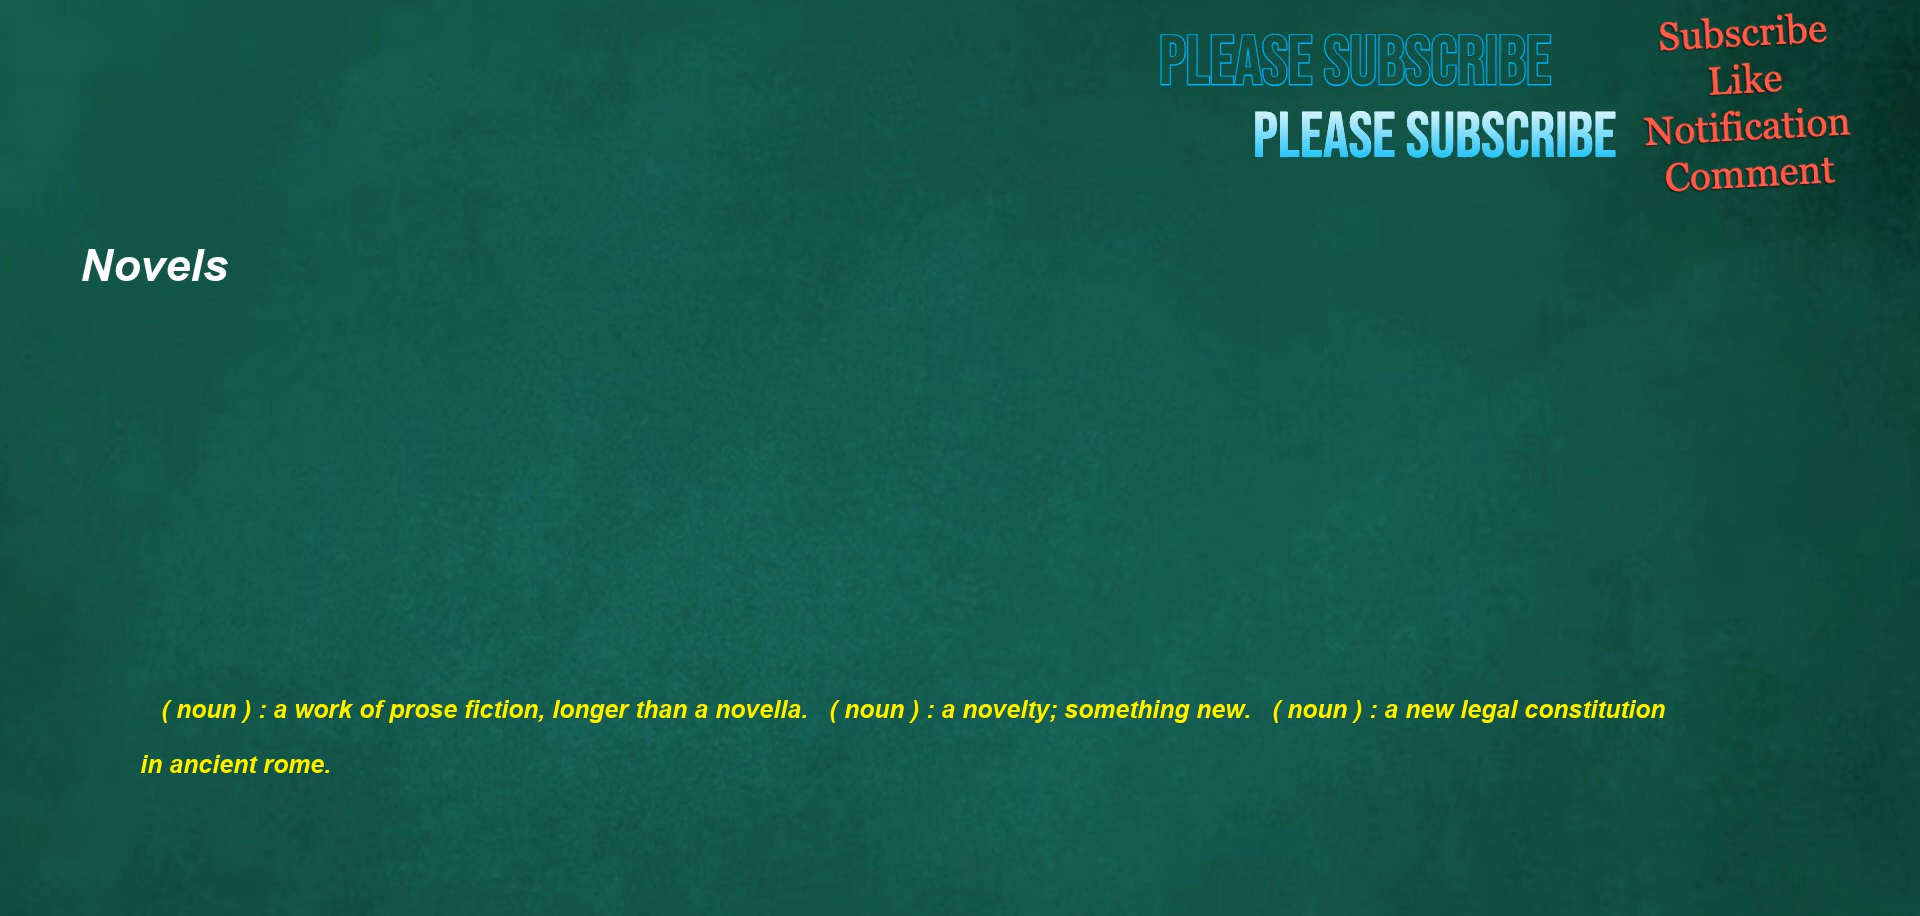 PLEASE SUBSCRIBE
PLEASE SUBSCRIBE
Subscribe
Like
Notification
Comment
Novels
( noun ) : a work of prose fiction, longer than a novella. ( noun ) : a novelty; something new. ( noun ) : a new legal constitution
in ancient rome.